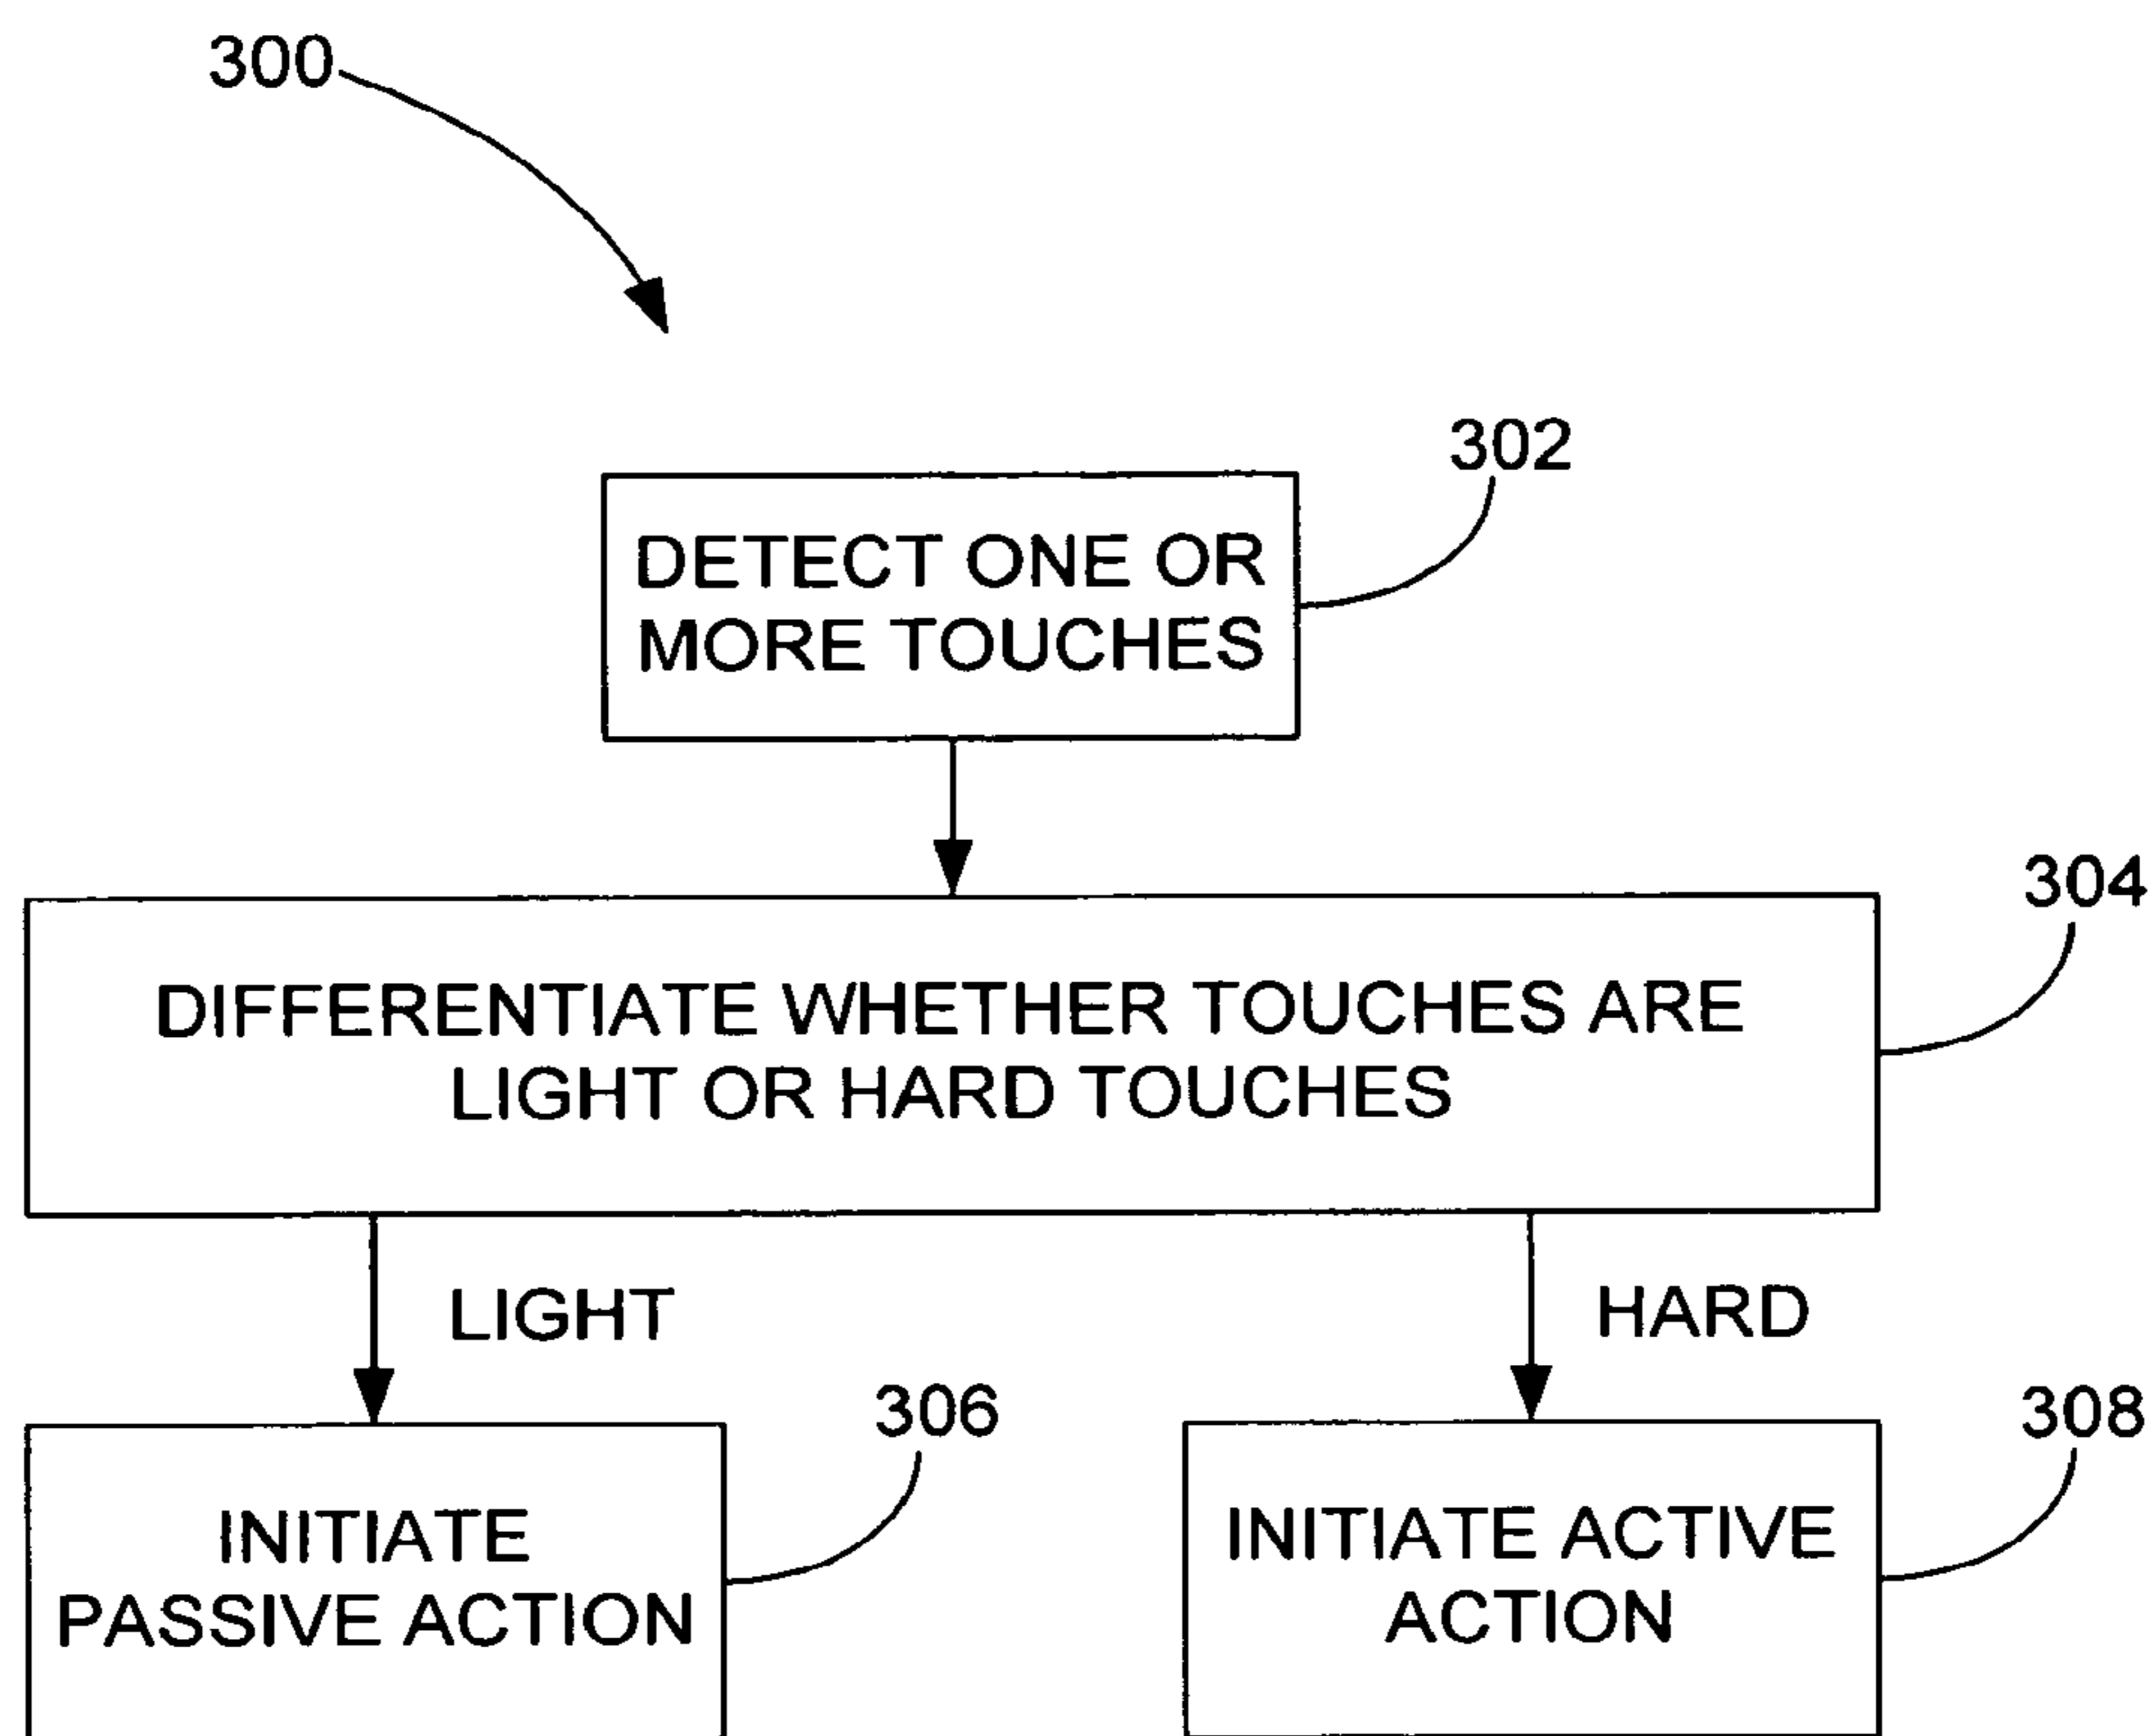 300
302
DETECT ONE OR
MORE TOUCHES
304
DIFFERENTIATE WHETHER TOUCHES ARE
LIGHT OR HARD TOUCHES
LIGHT
HARD
306
308
INITIATE
PASSIVE ACTION
INITIATE ACTIVE
ACTION